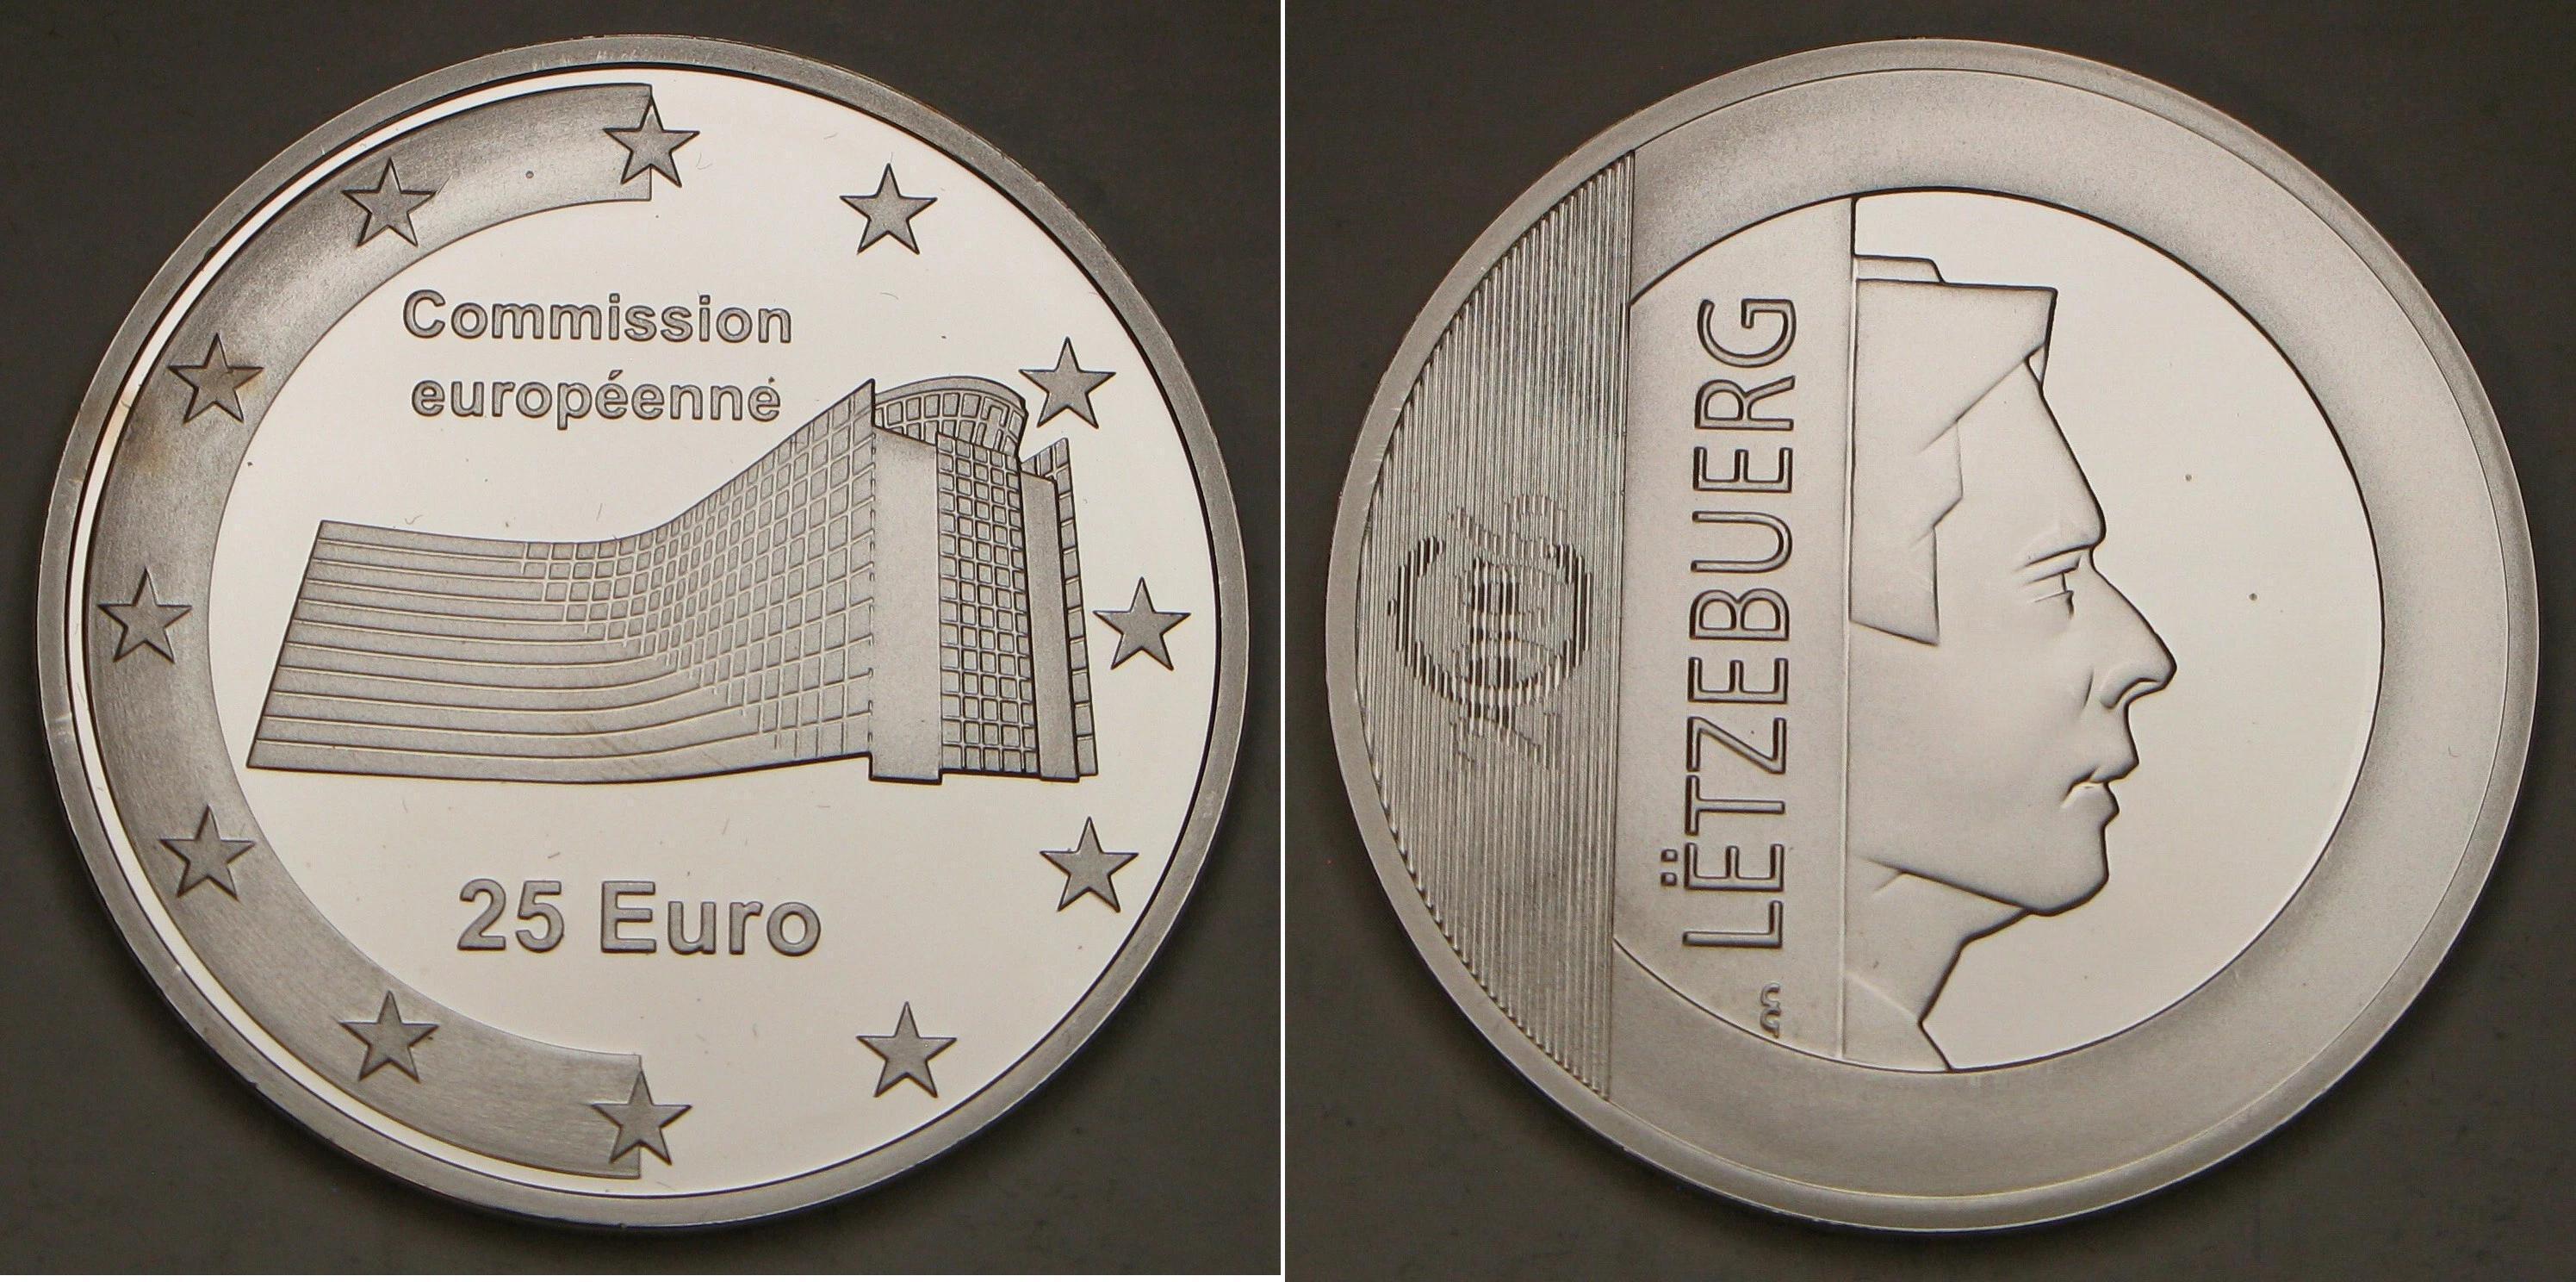 Commission
européenne
25 Euro
LËTZEBUERG